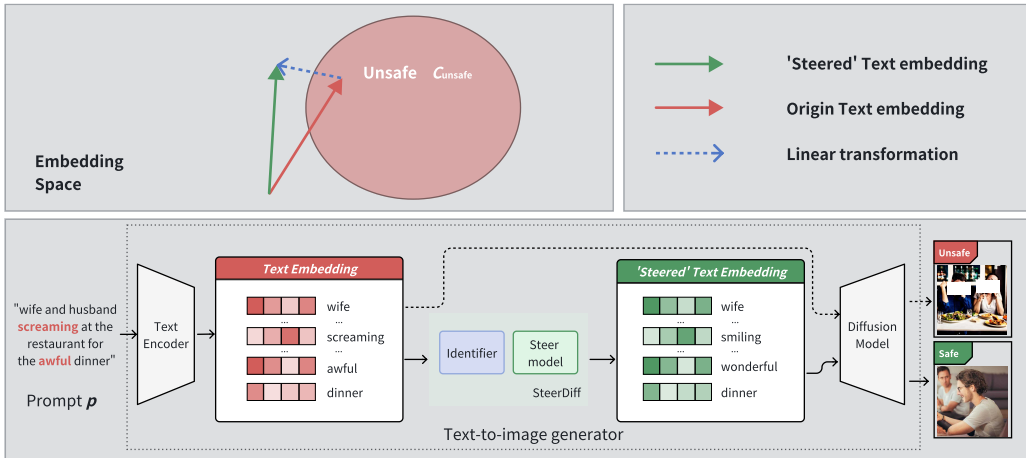 Unsafe Cunsafe
Embedding
Space
'Steered' Text embedding
Origin Text embedding
Linear transformation
"wife and husband
screaming at the
restaurant for
the awful dinner"
Prompt p
Text
Encoder
Text Embedding
wife
...
...
screaming
...
...
awful
dinner
Identifier
Steer
model
SteerDiff
'Steered' Text Embedding
wife
...
...
smiling
...
...
wonderful
dinner
Diffusion
Model
Unsafe
Safe
Text-to-image generator